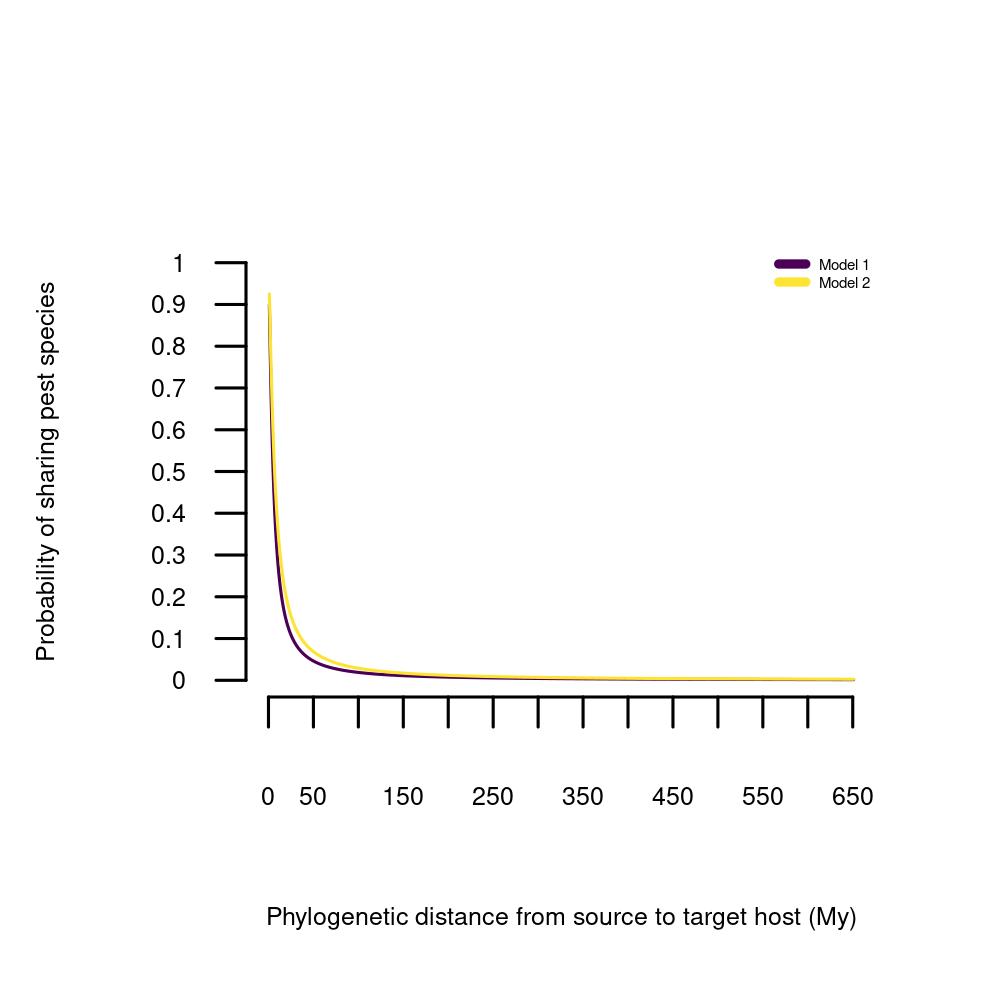 Model 1
Model 2
1
0.9
0.8
0.7
0.6
0.5
0.4
0.3
0.2
0.1
0
Probability of sharing pest species
0 50 150 250 350 450 550 650
Phylogenetic distance from source to target host (My)